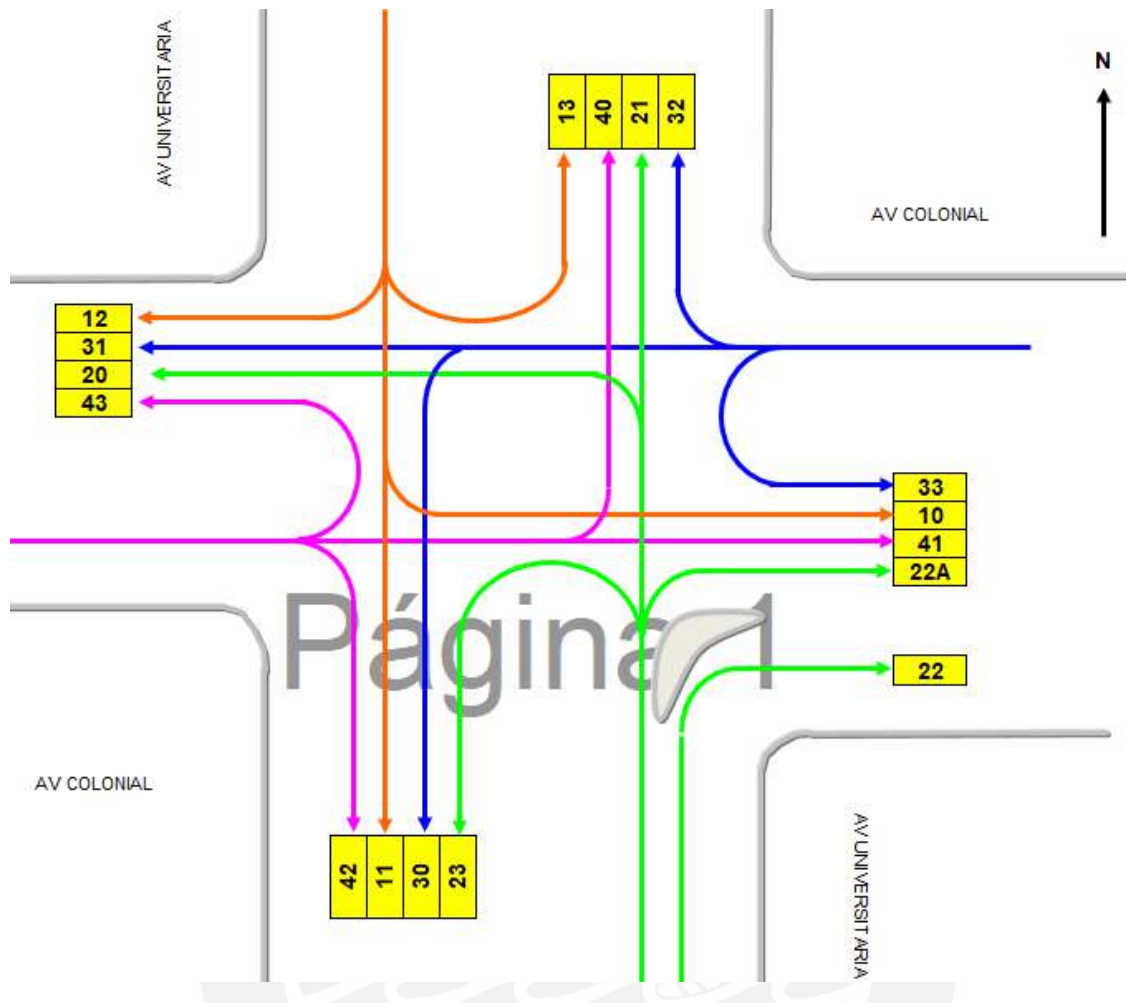 AV UNIVERSITARIA
13 40 21 32
N
AV COLONIAL
12
31
20
43
33
10
41
22A
Página 1
22
AV COLONIAL
42 11 30 23
AV UNIVERSITARIA